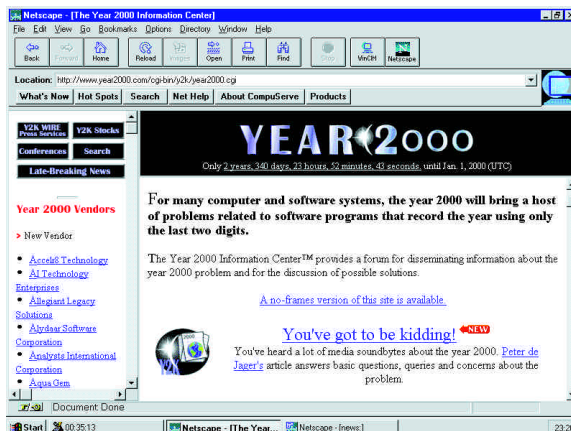 Netscape - [The Year 2000 Information Center]
File Edit View Go Bookmarks Options Directory Window Help
Back Forward Home Reload Images Open Print Find Stop VinCIM Netscape
Location: http://www.year2000.com/cgi-bin/y2k/year2000.cgi
What's Now Hot Spots Search Net Help About CompuServe Products
Y2K WIRE
Press Services
Y2K Stocks
Conferences Search
Late-Breaking News
Year 2000 Vendors
> New Vendor
Acceler8 Technology
AI Technology
Enterprises
Allegiant Legacy
Solutions
Alydaar Software
Corporation
Analysts International
Corporation
Aqua Gem
YEAR 2000
Only 2 years, 340 days, 23 hours, 52 minutes, 43 seconds, until Jan. 1, 2000 (UTC)
For many computer and software systems, the year 2000 will bring a host
of problems related to software programs that record the year using only
the last two digits.
The Year 2000 Information Center™ provides a forum for disseminating information about the
year 2000 problem and for the discussion of possible solutions.
A no-frames version of this site is available.
2000
Y2K
You've got to be kidding! NEW
You've heard a lot of media soundbytes about the year 2000. Peter de
Jager's article answers basic questions, queries and concerns about the
problem.
Document Done
Start 00:35:13 Netscape - [The Year... Netscape - [news:] 23:20